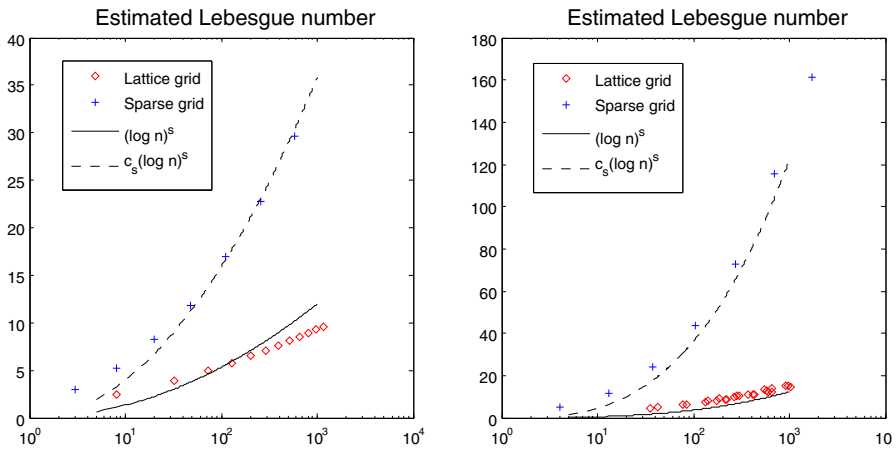 Estimated Lebesgue number
40
35
30
25
20
15
10
5
0
10^0
10^1
10^2
10^3
10^4
Lattice grid
Sparse grid
(log n)^s
c_s(log n)^s
Estimated Lebesgue number
180
160
140
120
100
80
60
40
20
0
10^0
10^1
10^2
10^3
10
Lattice grid
Sparse grid
(log n)^s
c_s(log n)^s